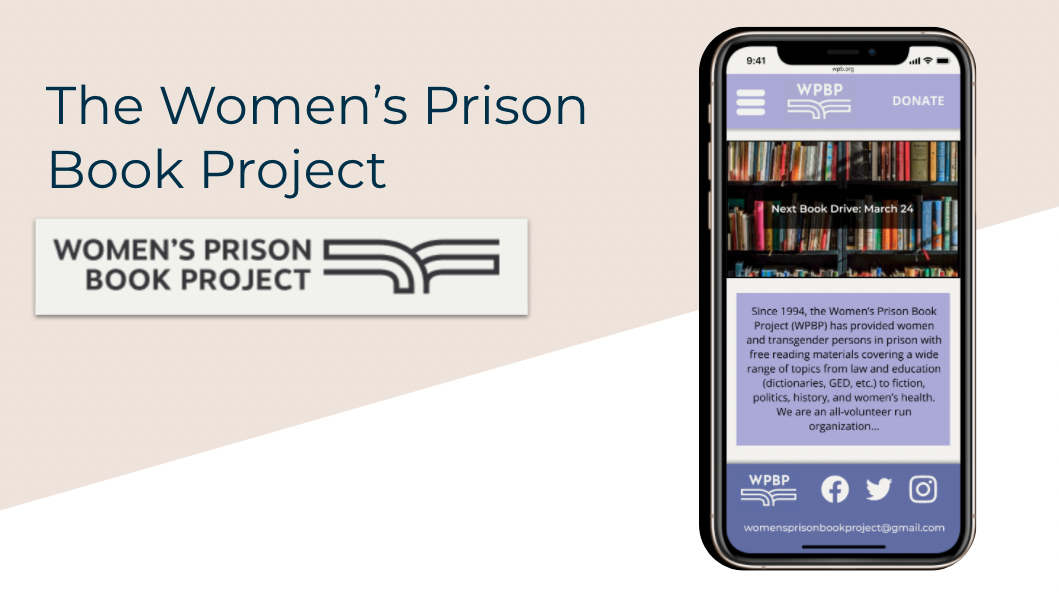 The Women’s Prison
Book Project
WOMEN’S PRISON
BOOK PROJECT
9:41
wpb.org
WPBP
DONATE
Next Book Drive: March 24
Since 1994, the Women’s Prison Book
Project (WPBP) has provided women
and transgender persons in prison with
free reading materials covering a wide
range of topics from law and education
(dictionaries, GED, etc.) to fiction,
politics, history, and women’s health.
We are an all-volunteer run
organization...
WPBP
womensprisonbookproject@gmail.com